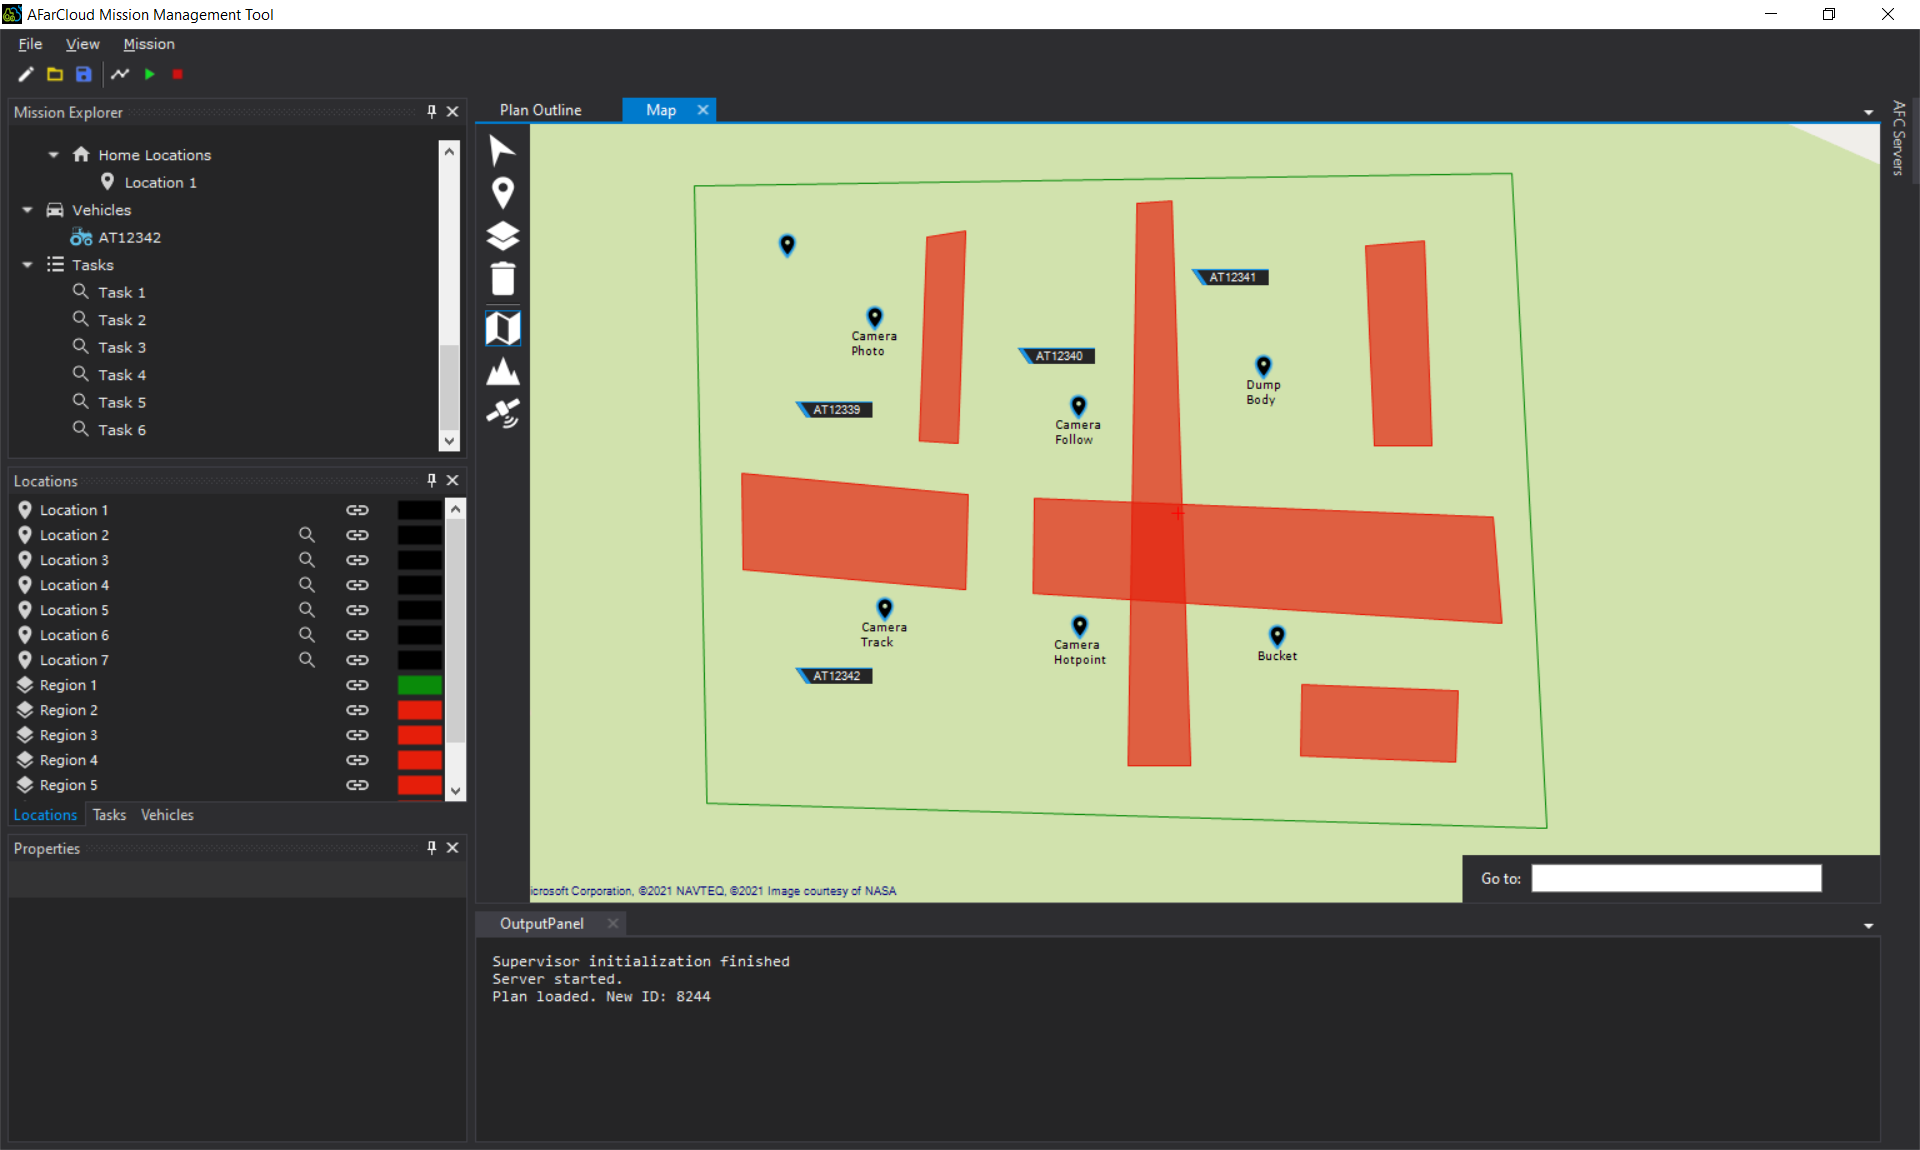 AFarCloud Mission Management Tool
File View Mission
Mission Explorer
Home Locations
Location 1
Vehicles
AT12342
Tasks
Task 1
Task 2
Task 3
Task 4
Task 5
Task 6
Locations
Location 1
Location 2
Location 3
Location 4
Location 5
Location 6
Location 7
Region 1
Region 2
Region 3
Region 4
Region 5
Locations Tasks Vehicles
Properties
Plan Outline Map
AFC Servers
AT12341
Camera
Photo
AT12340
Dump
Body
AT12339
Camera
Follow
Camera
Track
Camera
Hotpoint
Bucket
AT12342
icrosoft Corporation, ©2021 NAVTEQ, ©2021 Image courtesy of NASA
Go to:
OutputPanel
Supervisor initialization finished
Server started.
Plan loaded. New ID: 8244